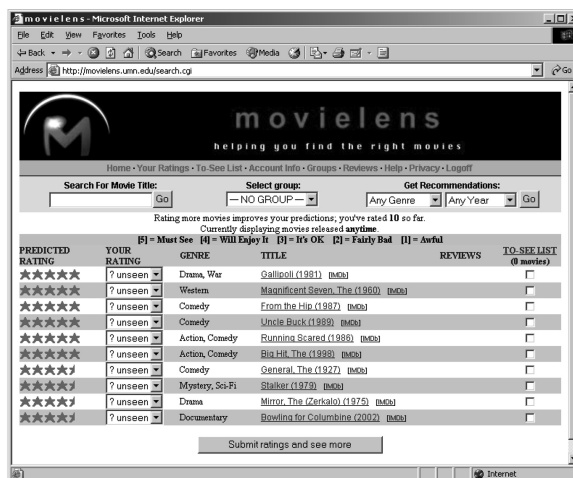 movielens - Microsoft Internet Explorer
File Edit View Favorites Tools Help
Back Search Favorites Media
Address http://movielens.umn.edu/search.cgi Go
movielens
helping you find the right movies
Home • Your Ratings • To-See List • Account Info • Groups • Reviews • Help • Privacy • Logoff
Search For Movie Title: Select group: Get Recommendations:
Go — NO GROUP — Any Genre Any Year Go
Rating more movies improves your predictions; you've rated 10 so far.
Currently displaying movies released anytime.
[5] = Must See [4] = Will Enjoy It [3] = It's OK [2] = Fairly Bad [1] = Awful
PREDICTED RATING YOUR RATING GENRE TITLE REVIEWS TO-SEE LIST (0 movies)
? unseen Drama, War Gallipoli (1981) [IMDb]
? unseen Western Magnificent Seven, The (1960) [IMDb]
? unseen Comedy From the Hip (1987) [IMDb]
? unseen Comedy Uncle Buck (1989) [IMDb]
? unseen Action, Comedy Running Scared (1986) [IMDb]
? unseen Action, Comedy Big Hit, The (1998) [IMDb]
? unseen Comedy General, The (1927) [IMDb]
? unseen Mystery, Sci-Fi Stalker (1979) [IMDb]
? unseen Drama Mirror, The (Zerkalo) (1975) [IMDb]
? unseen Documentary Bowling for Columbine (2002) [IMDb]
Submit ratings and see more
Internet